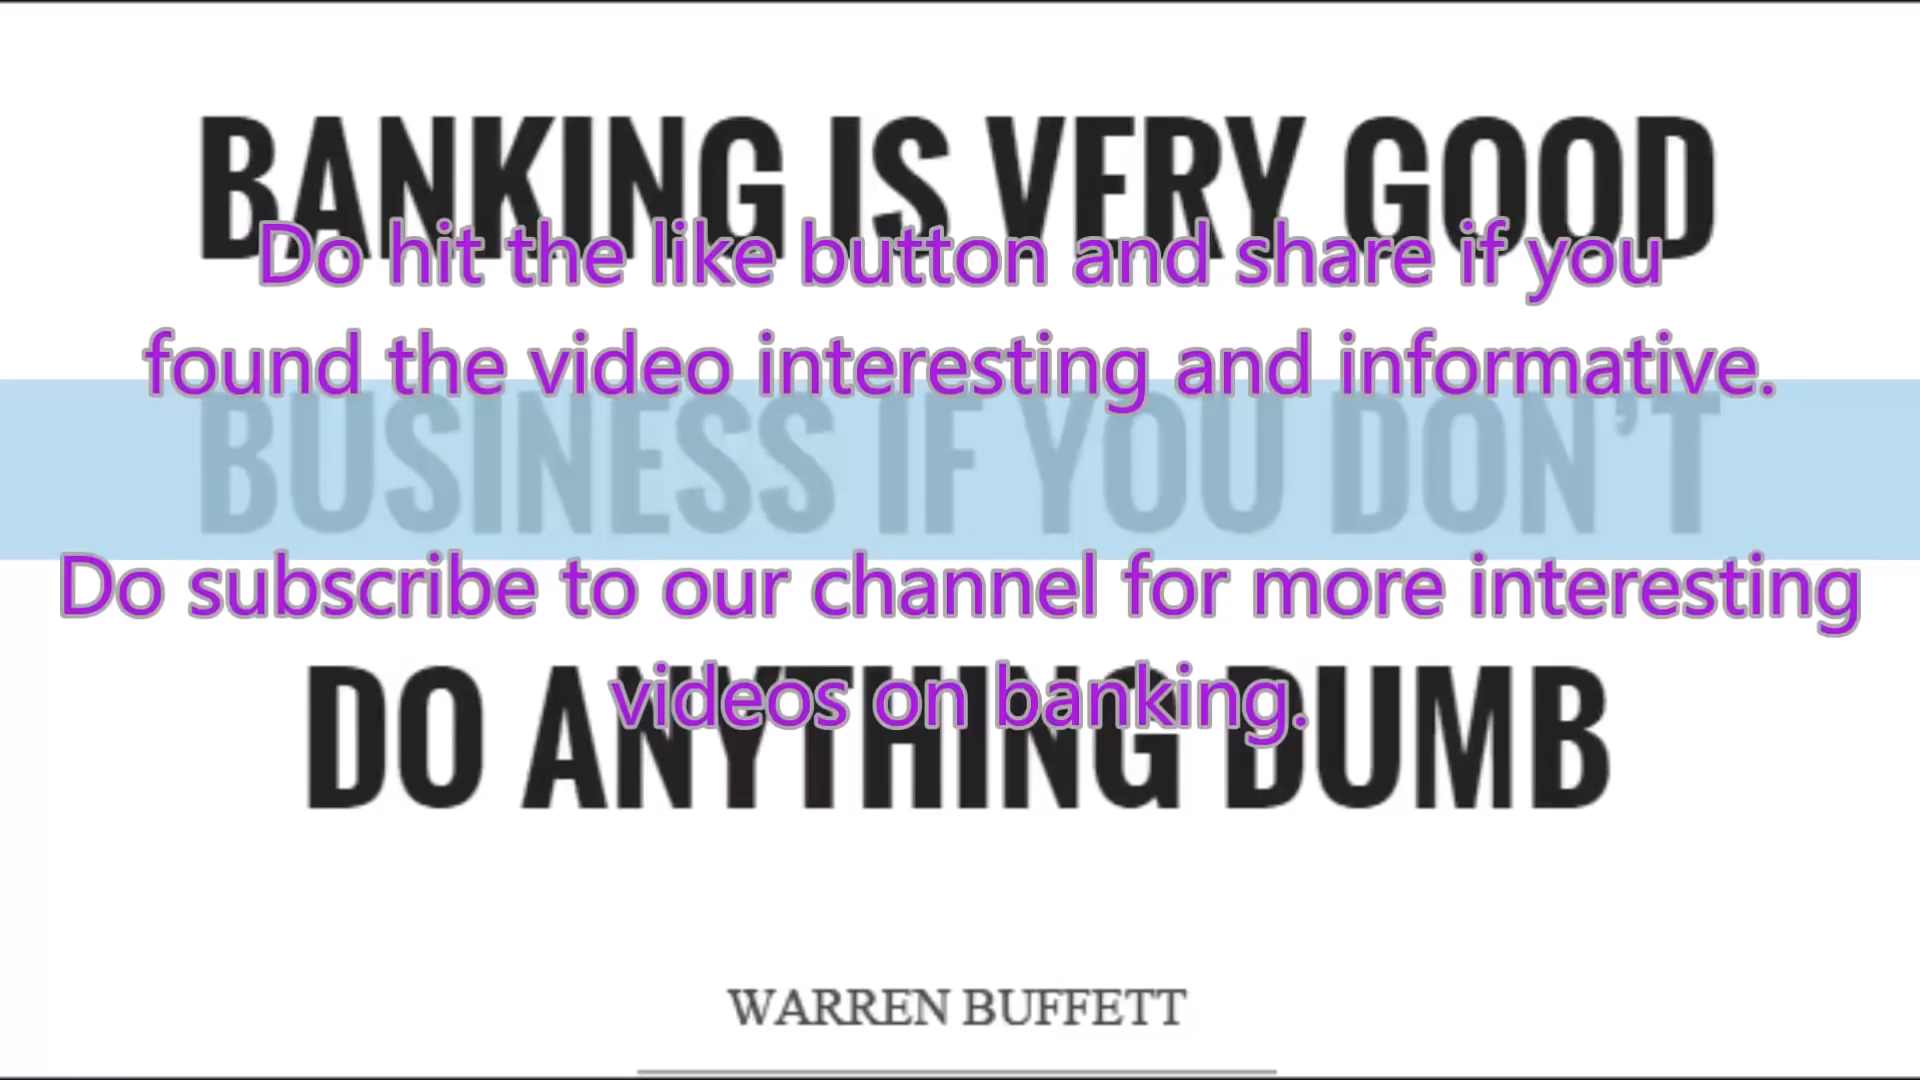 BANKING IS VERY GOOD
Do hit the like button and share if you
found the video interesting and informative.
BUSINESS IF YOU DON'T
Do subscribe to our channel for more interesting
videos on banking.
DO ANYTHING DUMB
WARREN BUFFETT